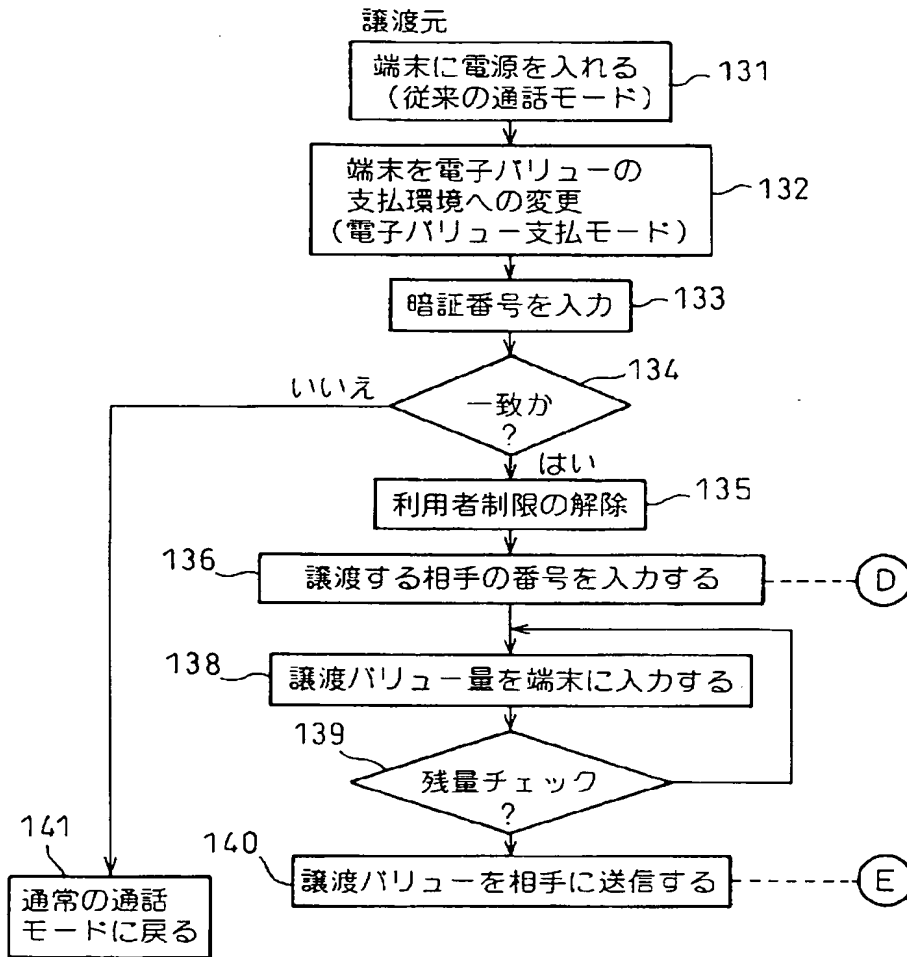 譲渡元
端末に電源を入れる
(従来の通話モード)
131
端末を電子バリューの
支払環境への変更
(電子バリュー支払モード)
132
暗証番号を入力
133
134
いいえ
一致か
?
はい
利用者制限の解除
135
136
譲渡する相手の番号を入力する
D
138
譲渡バリュー量を端末に入力する
139
残量チェック
?
140
譲渡バリューを相手に送信する
E
141
通常の通話
モードに戻る